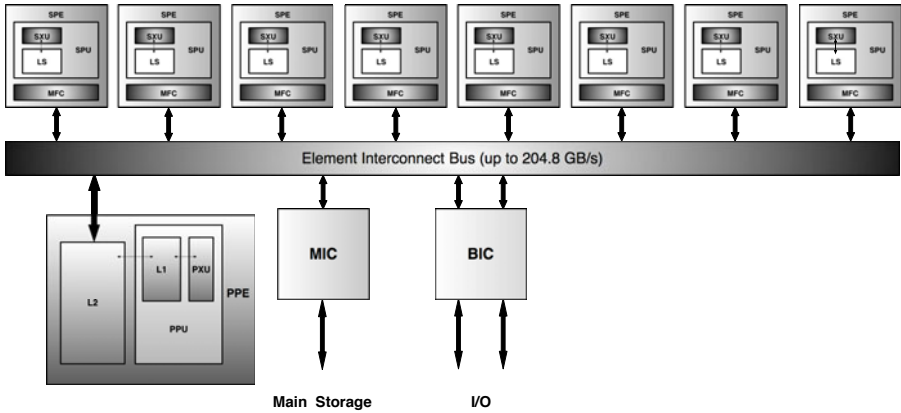 SPE SPE SPE SPE SPE SPE SPE SPE
SXU SPU SXU SPU SXU SPU SXU SPU SXU SPU SXU SPU SXU SPU SXU SPU
LS LS LS LS LS LS LS LS
MFC MFC MFC MFC MFC MFC MFC MFC
Element Interconnect Bus (up to 204.8 GB/s)
L2
L1 PXU
PPU
PPE
MIC
BIC
Main Storage
I/O